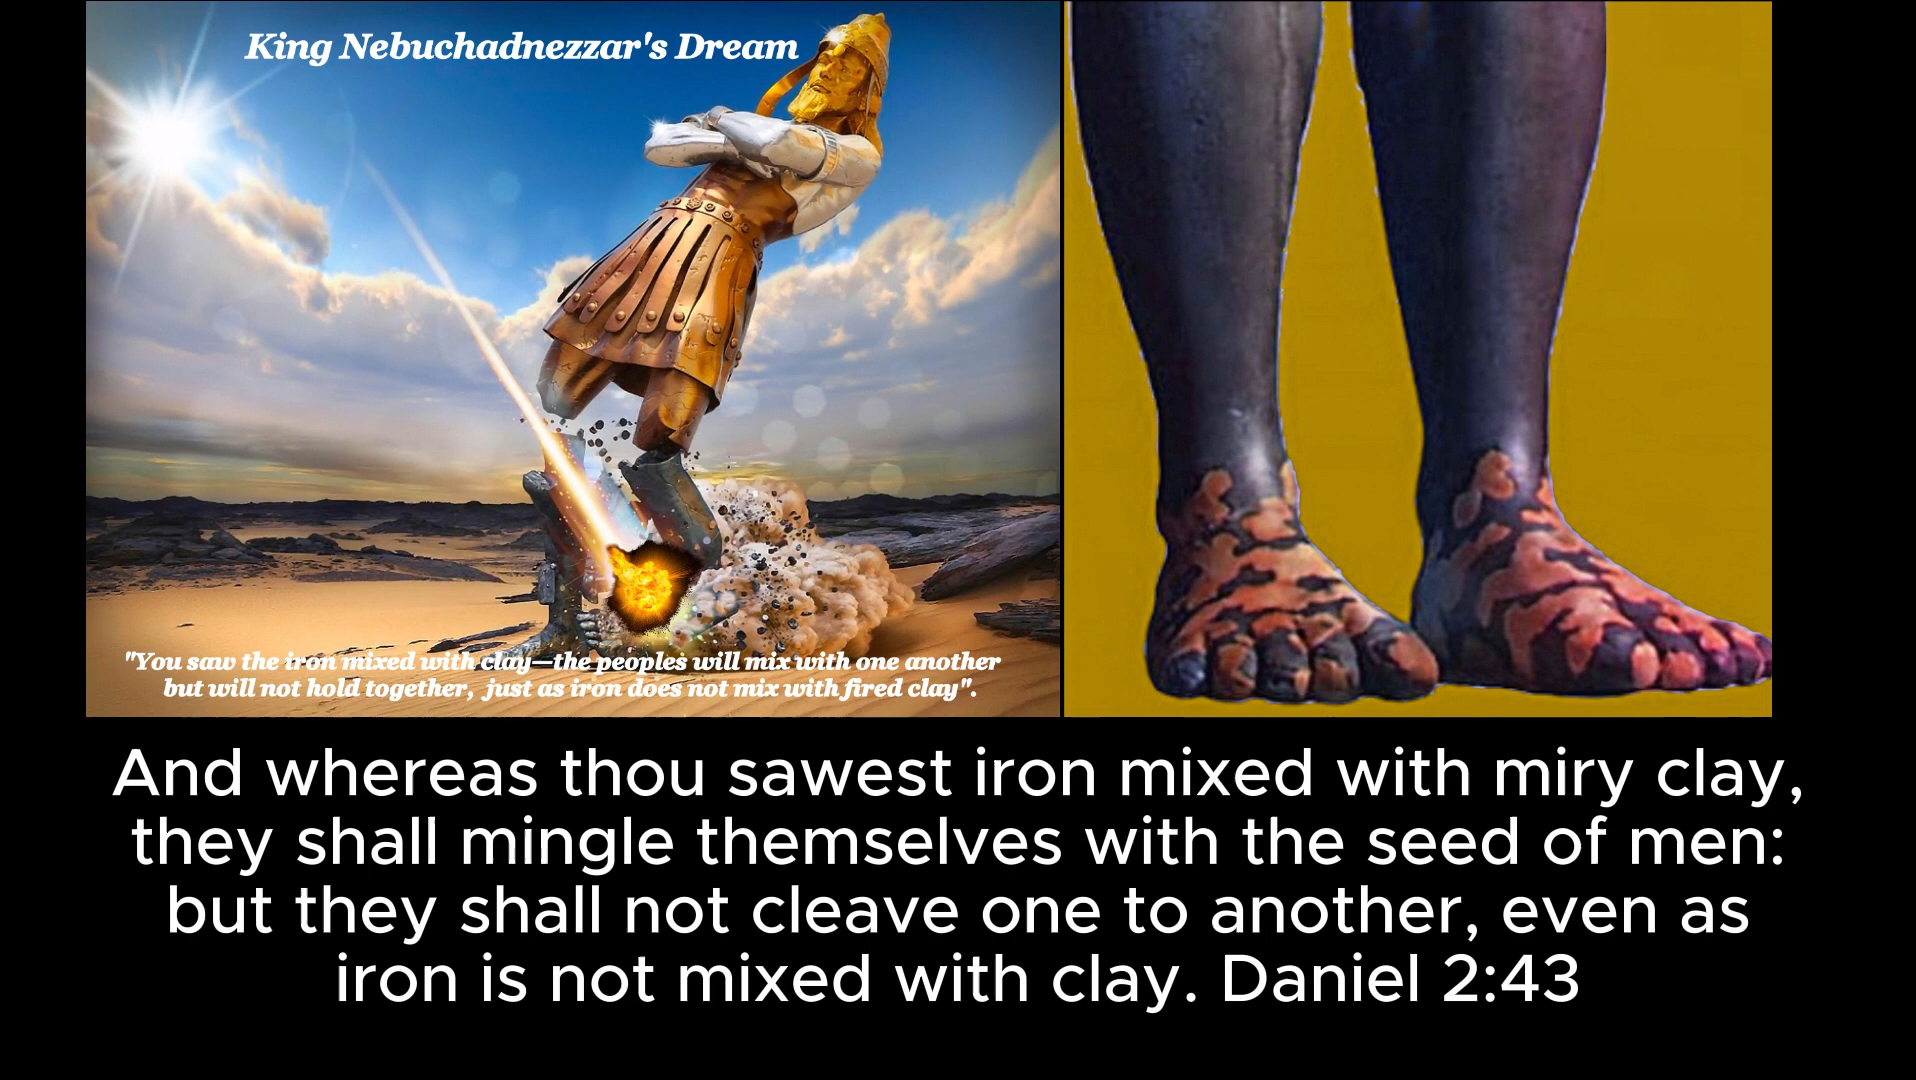 King Nebuchadnezzar's Dream
"You saw the iron mixed with clay—the peoples will mix with one another
but will not hold together, just as iron does not mix with fired clay".
And whereas thou sawest iron mixed with miry clay,
they shall mingle themselves with the seed of men:
but they shall not cleave one to another, even as
iron is not mixed with clay. Daniel 2:43